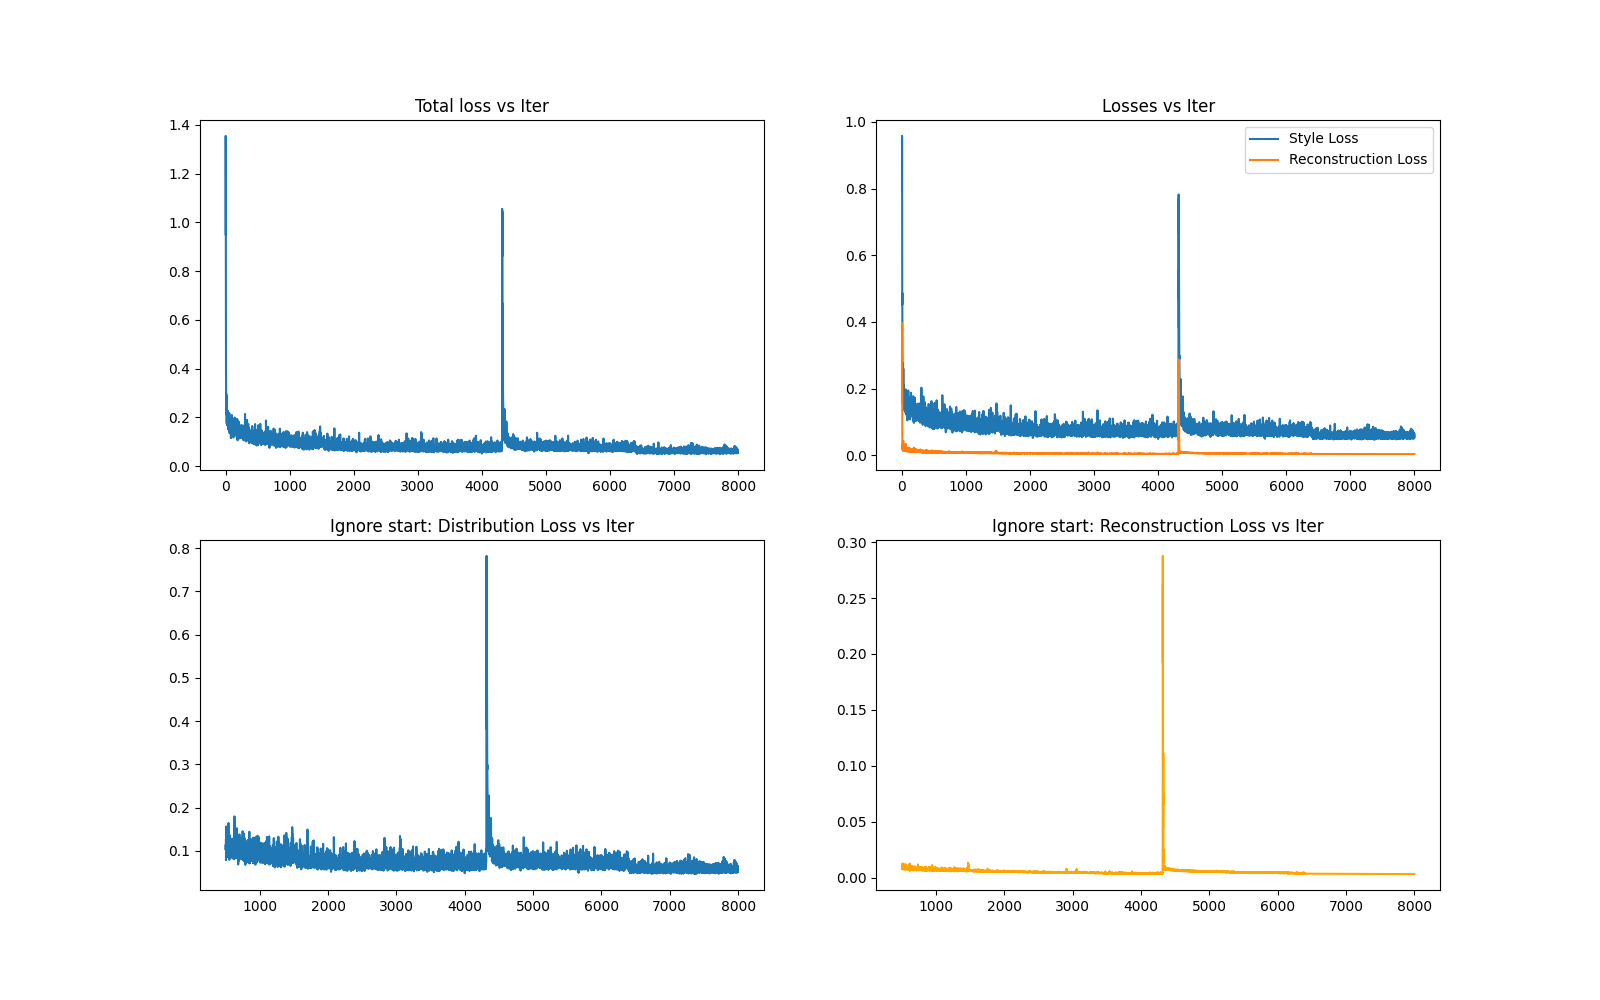 Total loss vs Iter
1.4
1.2
1.0
0.8
0.6
0.4
0.2
0.0
0 1000 2000 3000 4000 5000 6000 7000 8000
Losses vs Iter
Style Loss
Reconstruction Loss
1.0
0.8
0.6
0.4
0.2
0.0
0 1000 2000 3000 4000 5000 6000 7000 8000
Ignore start: Distribution Loss vs Iter
0.8
0.7
0.6
0.5
0.4
0.3
0.2
0.1
1000 2000 3000 4000 5000 6000 7000 8000
Ignore start: Reconstruction Loss vs Iter
0.30
0.25
0.20
0.15
0.10
0.05
0.00
1000 2000 3000 4000 5000 6000 7000 8000